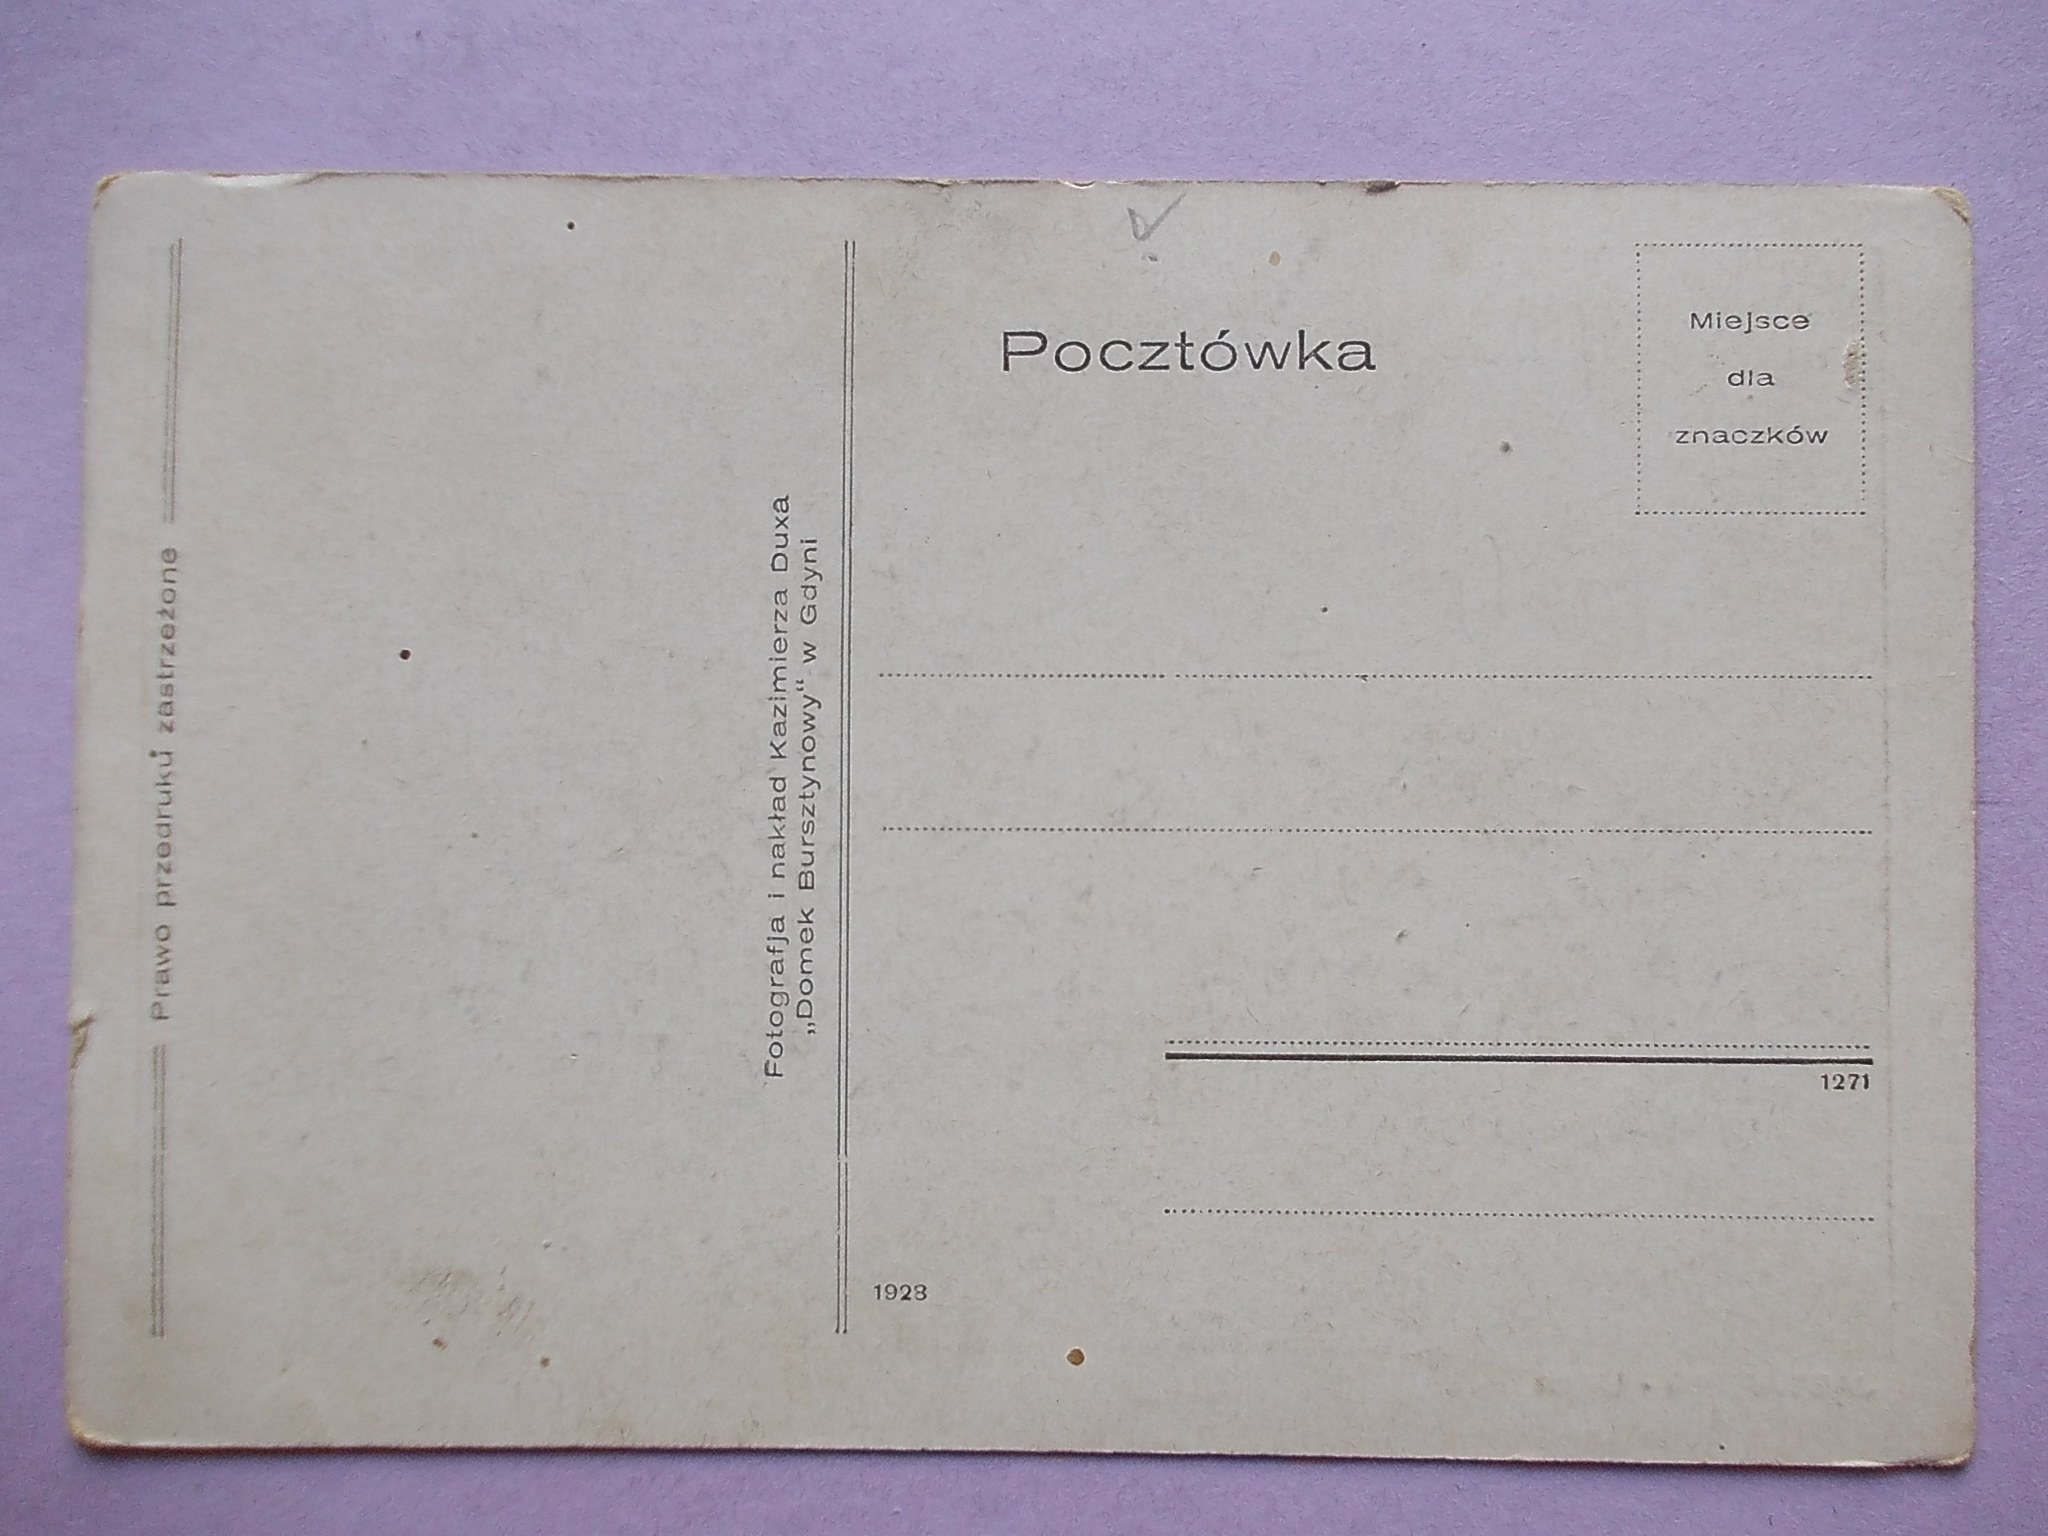 Prawo przedruku zastrzeżone
Fotografja i nakład Kazimierza Duxa
„Domek Bursztynowy“ w Gdyni
Pocztówka
Miejsce
dla
znaczków
1271
1928